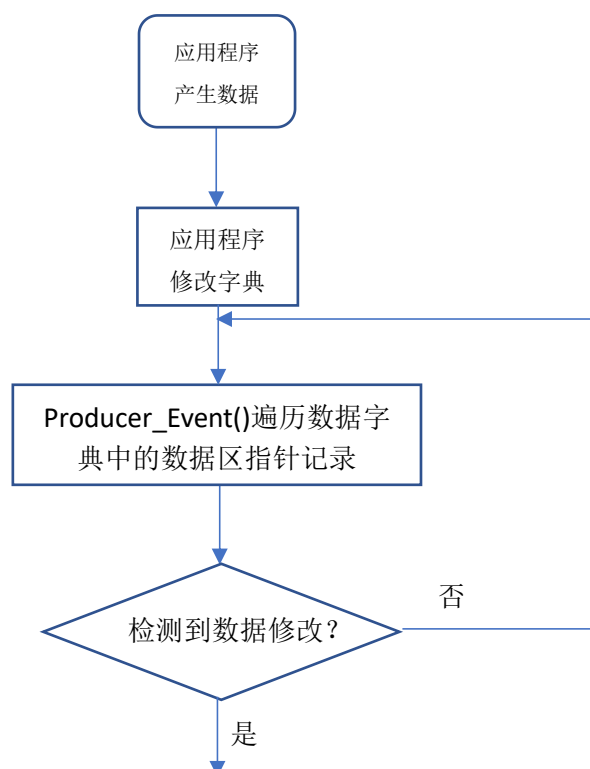 应用程序
产生数据
应用程序
修改字典
Producer_Event()遍历数据字
典中的数据区指针记录
否
检测到数据修改？
是